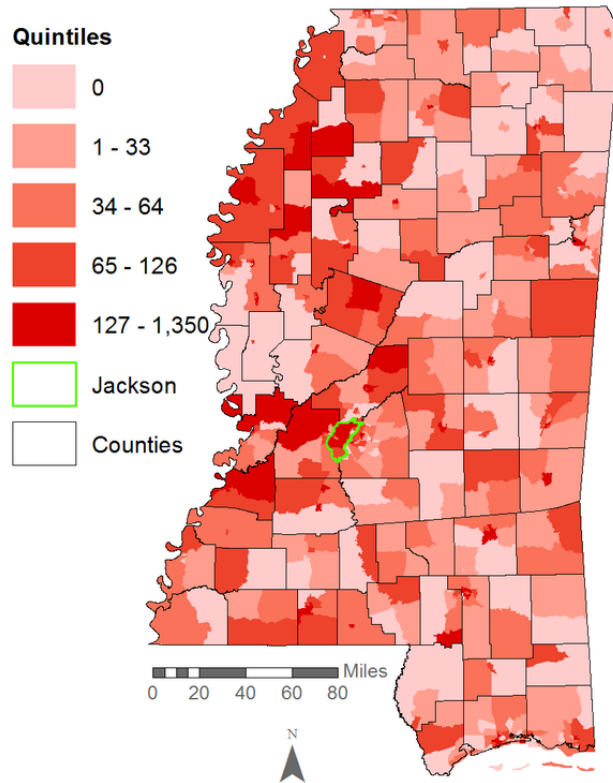 Quintiles
0
1 - 33
34 - 64
65 - 126
127 - 1,350
Jackson
Counties
Miles
0 20 40 60 80
N